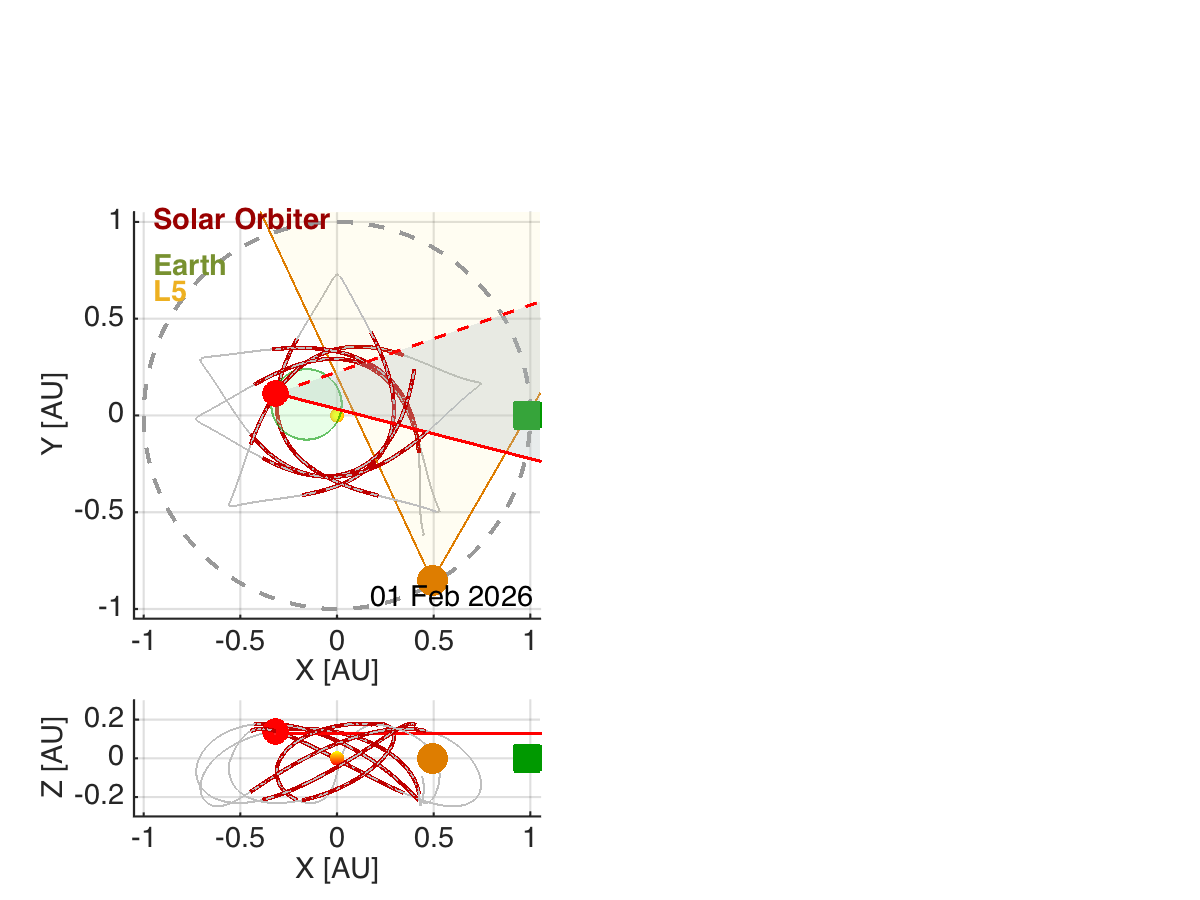 Solar Orbiter
Earth
L5
1
0.5
0
-0.5
-1
Y [AU]
01 Feb 2026
-1 -0.5 0 0.5 1
X [AU]
0.2
0
-0.2
Z [AU]
-1 -0.5 0 0.5 1
X [AU]